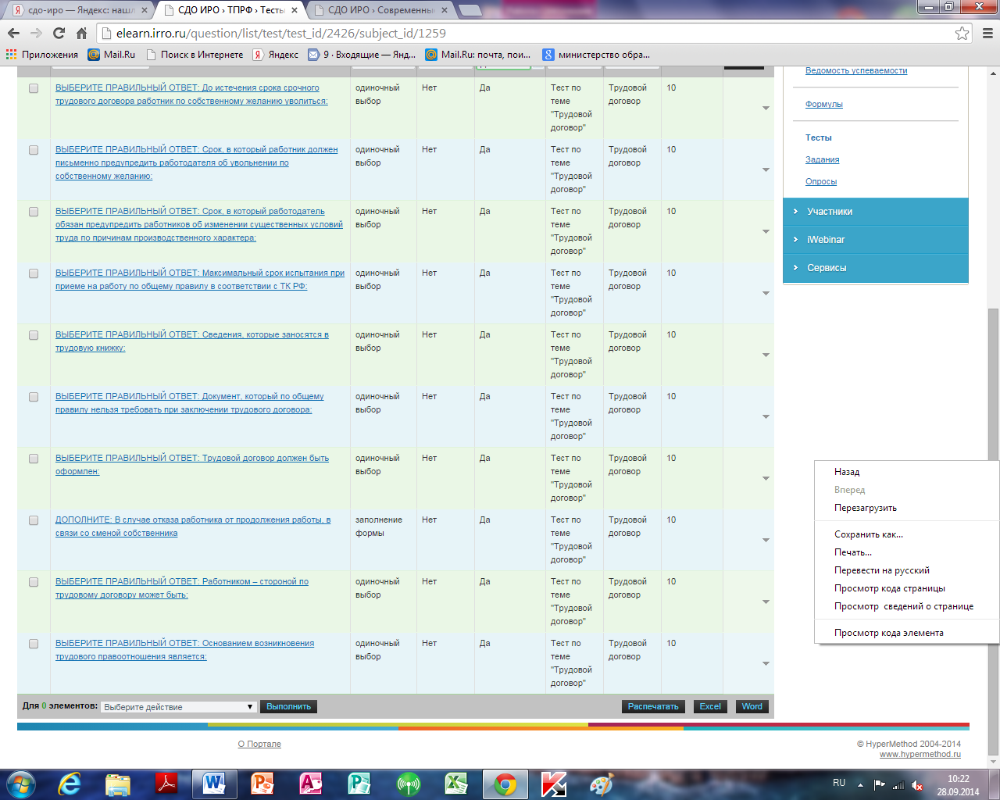 сдо-иро — Яндекс: нашл
СДО ИРО › ТПРФ › Тесты
СДО ИРО › Современны
elearn.irro.ru/question/list/test/test_id/2426/subject_id/1259
Приложения
Mail.Ru
Поиск в Интернете
Яндекс
9 · Входящие — Янд...
Mail.Ru: почта, пои...
министерство обра...
ВЫБЕРИТЕ ПРАВИЛЬНЫЙ ОТВЕТ: До истечения срока срочного
трудового договора работник по собственному желанию уволиться:
одиночный
выбор
Нет
Да
Тест по
теме
"Трудовой
договор"
Трудовой
договор
10
ВЫБЕРИТЕ ПРАВИЛЬНЫЙ ОТВЕТ: Срок, в который работник должен
письменно предупредить работодателя об увольнении по
собственному желанию:
одиночный
выбор
Нет
Да
Тест по
теме
"Трудовой
договор"
Трудовой
договор
10
ВЫБЕРИТЕ ПРАВИЛЬНЫЙ ОТВЕТ: Срок, в который работодатель
обязан предупредить работников об изменении существенных условий
труда по причинам производственного характера:
одиночный
выбор
Нет
Да
Тест по
теме
"Трудовой
договор"
Трудовой
договор
10
ВЫБЕРИТЕ ПРАВИЛЬНЫЙ ОТВЕТ: Максимальный срок испытания при
приеме на работу по общему правилу в соответствии с ТК РФ:
одиночный
выбор
Нет
Да
Тест по
теме
"Трудовой
договор"
Трудовой
договор
10
ВЫБЕРИТЕ ПРАВИЛЬНЫЙ ОТВЕТ: Сведения, которые заносятся в
трудовую книжку:
одиночный
выбор
Нет
Да
Тест по
теме
"Трудовой
договор"
Трудовой
договор
10
ВЫБЕРИТЕ ПРАВИЛЬНЫЙ ОТВЕТ: Документ, который по общему
правилу нельзя требовать при заключении трудового договора:
одиночный
выбор
Нет
Да
Тест по
теме
"Трудовой
договор"
Трудовой
договор
10
ВЫБЕРИТЕ ПРАВИЛЬНЫЙ ОТВЕТ: Трудовой договор должен быть
оформлен:
одиночный
выбор
Нет
Да
Тест по
теме
"Трудовой
договор"
Трудовой
договор
10
ДОПОЛНИТЕ: В случае отказа работника от продолжения работы, в
связи со сменой собственника
заполнение
формы
Нет
Да
Тест по
теме
"Трудовой
договор"
Трудовой
договор
10
ВЫБЕРИТЕ ПРАВИЛЬНЫЙ ОТВЕТ: Работником – стороной по
трудовому договору может быть:
одиночный
выбор
Нет
Да
Тест по
теме
"Трудовой
договор"
Трудовой
договор
10
ВЫБЕРИТЕ ПРАВИЛЬНЫЙ ОТВЕТ: Основанием возникновения
трудового правоотношения является:
одиночный
выбор
Нет
Да
Тест по
теме
"Трудовой
договор"
Трудовой
договор
10
Для 0 элементов:
Выберите действие
Выполнить
Распечатать
Excel
Word
Ведомость успеваемости
Формулы
Тесты
Задания
Опросы
Участники
iWebinar
Сервисы
Назад
Вперед
Перезагрузить
Сохранить как...
Печать...
Перевести на русский
Просмотр кода страницы
Просмотр сведений о странице
Просмотр кода элемента
О Портале
© HyperMethod 2004-2014
www.hypermethod.ru
RU
10:22
28.09.2014